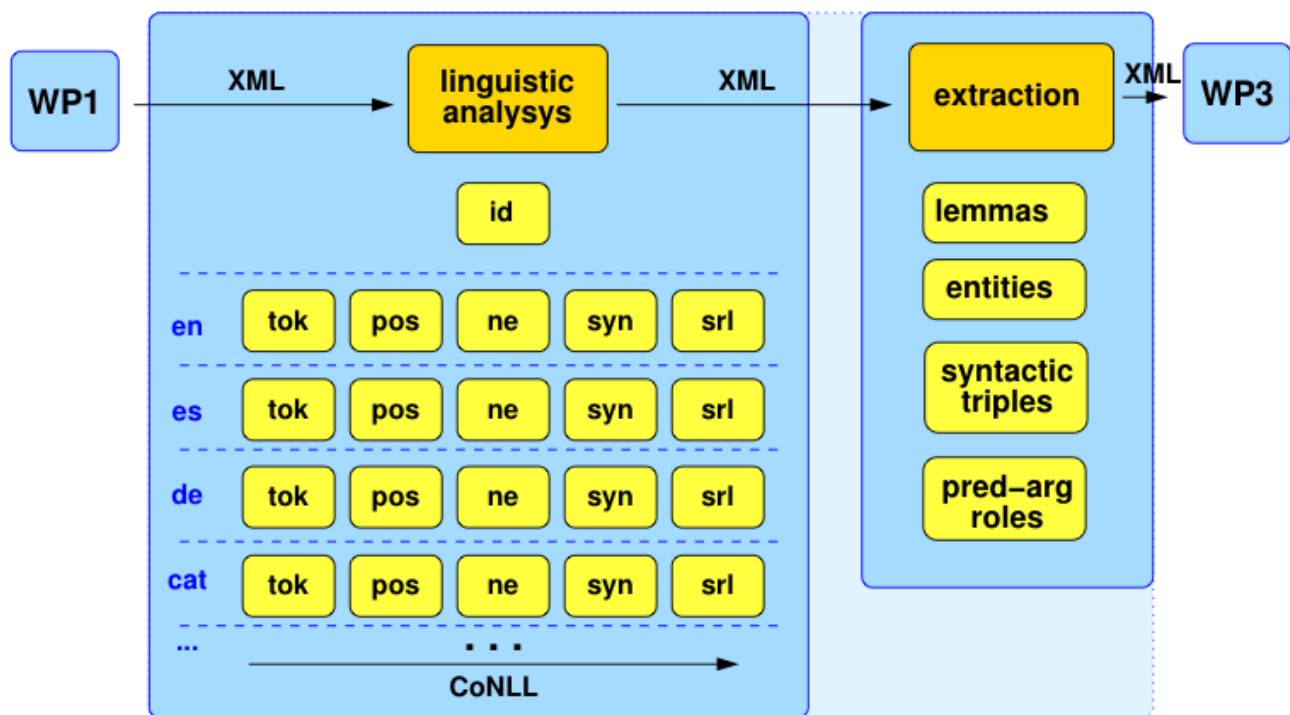 WP1
XML
linguistic
analysys
XML
extraction
XML
WP3
id
lemmas
entities
syntactic
triples
pred-arg
roles
en
tok pos ne syn srl
es
tok pos ne syn srl
de
tok pos ne syn srl
cat
tok pos ne syn srl
...
. . .
CoNLL